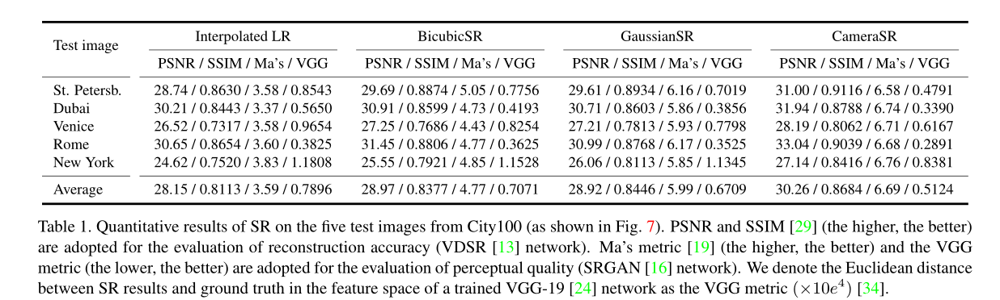 Test image Interpolated LR BicubicSR GaussianSR CameraSR
PSNR / SSIM / Ma's / VGG PSNR / SSIM / Ma's / VGG PSNR / SSIM / Ma's / VGG PSNR / SSIM / Ma's / VGG
St. Petersb. 28.74 / 0.8630 / 3.58 / 0.8543 29.69 / 0.8874 / 5.05 / 0.7756 29.61 / 0.8934 / 6.16 / 0.7019 31.00 / 0.9116 / 6.58 / 0.4791
Dubai 30.21 / 0.8443 / 3.37 / 0.5650 30.91 / 0.8599 / 4.73 / 0.4193 30.71 / 0.8603 / 5.86 / 0.3856 31.94 / 0.8788 / 6.74 / 0.3390
Venice 26.52 / 0.7317 / 3.58 / 0.9654 27.25 / 0.7686 / 4.43 / 0.8254 27.21 / 0.7813 / 5.93 / 0.7798 28.19 / 0.8062 / 6.71 / 0.6167
Rome 30.65 / 0.8654 / 3.60 / 0.3825 31.45 / 0.8806 / 4.77 / 0.3625 30.99 / 0.8768 / 6.17 / 0.3525 33.04 / 0.9039 / 6.68 / 0.2891
New York 24.62 / 0.7520 / 3.83 / 1.1808 25.55 / 0.7921 / 4.85 / 1.1528 26.06 / 0.8113 / 5.85 / 1.1345 27.14 / 0.8416 / 6.76 / 0.8381
Average 28.15 / 0.8113 / 3.59 / 0.7896 28.97 / 0.8377 / 4.77 / 0.7071 28.92 / 0.8446 / 5.99 / 0.6709 30.26 / 0.8684 / 6.69 / 0.5124
Table 1. Quantitative results of SR on the five test images from City100 (as shown in Fig. 7). PSNR and SSIM [29] (the higher, the better)
are adopted for the evaluation of reconstruction accuracy (VDSR [13] network). Ma's metric [19] (the higher, the better) and the VGG
metric (the lower, the better) are adopted for the evaluation of perceptual quality (SRGAN [16] network). We denote the Euclidean distance
between SR results and ground truth in the feature space of a trained VGG-19 [24] network as the VGG metric (×10e⁴) [34].